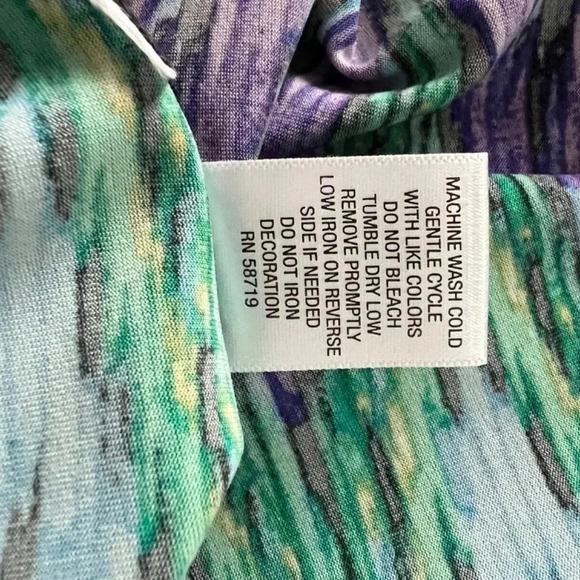 MACHINE WASH COLD
GENTLE CYCLE
WITH LIKE COLORS
DO NOT BLEACH
TUMBLE DRY LOW
REMOVE PROMPTLY
LOW IRON ON REVERSE
SIDE IF NEEDED
DO NOT IRON
DECORATION
RN 58719